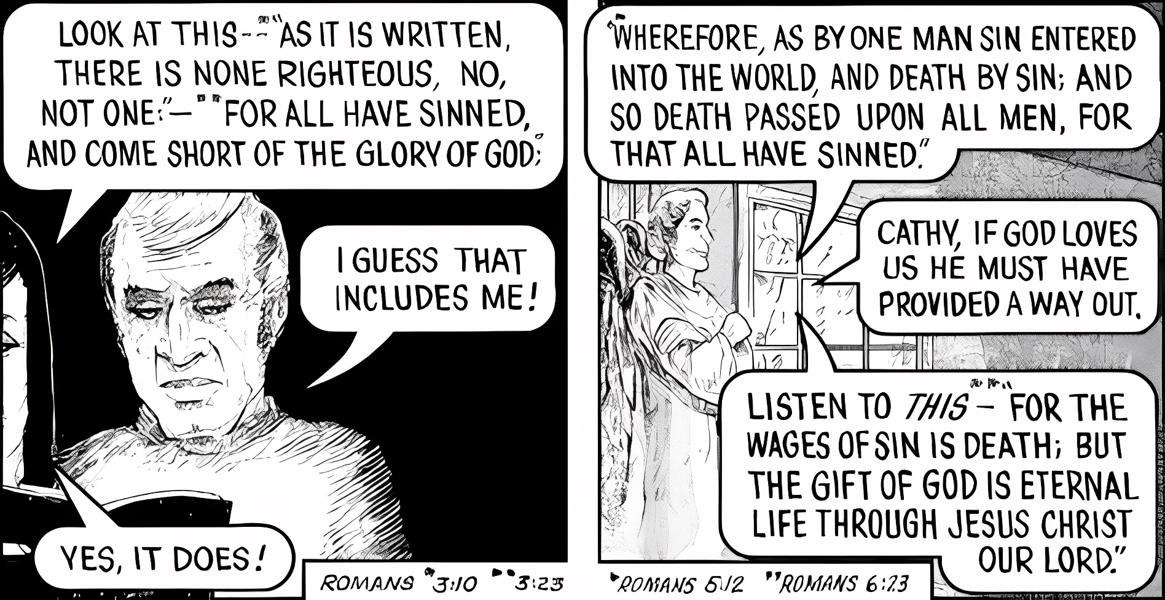 LOOK AT THIS--"AS IT IS WRITTEN,
THERE IS NONE RIGHTEOUS, NO,
NOT ONE:"— ""FOR ALL HAVE SINNED,
AND COME SHORT OF THE GLORY OF GOD;
I GUESS THAT
INCLUDES ME!
YES, IT DOES!
ROMANS "3:10 ""3:23
"WHEREFORE, AS BY ONE MAN SIN ENTERED
INTO THE WORLD, AND DEATH BY SIN; AND
SO DEATH PASSED UPON ALL MEN, FOR
THAT ALL HAVE SINNED."
CATHY, IF GOD LOVES
US HE MUST HAVE
PROVIDED A WAY OUT.
LISTEN TO THIS — ""FOR THE
WAGES OF SIN IS DEATH; BUT
THE GIFT OF GOD IS ETERNAL
LIFE THROUGH JESUS CHRIST
OUR LORD."
"ROMANS 5:12 ""ROMANS 6:23